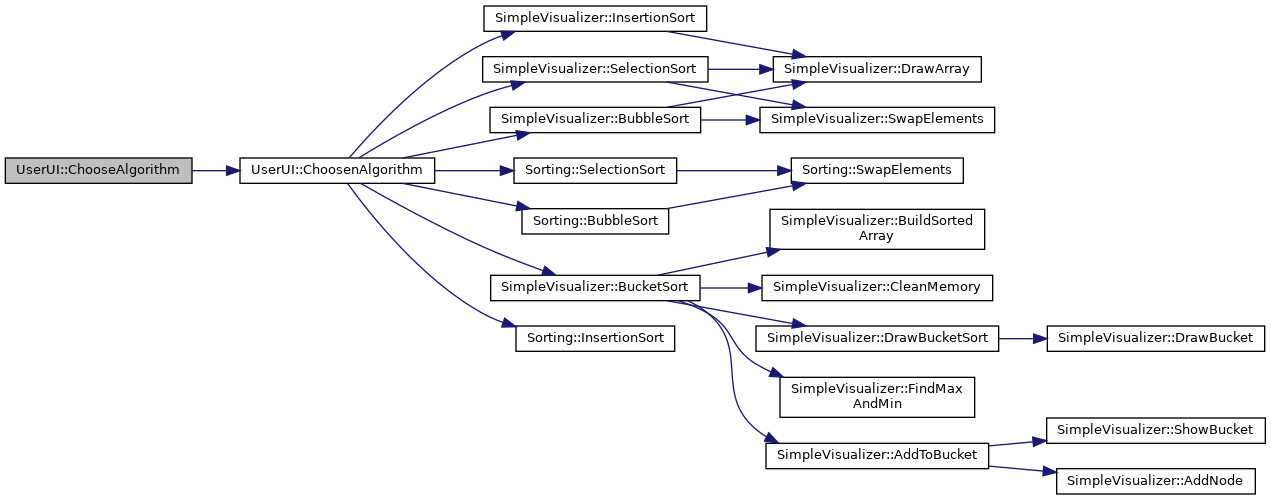 SimpleVisualizer::InsertionSort
SimpleVisualizer::SelectionSort
SimpleVisualizer::DrawArray
SimpleVisualizer::BubbleSort
SimpleVisualizer::SwapElements
UserUI::ChooseAlgorithm
UserUI::ChoosenAlgorithm
Sorting::SelectionSort
Sorting::SwapElements
Sorting::BubbleSort
SimpleVisualizer::BuildSorted
Array
SimpleVisualizer::BucketSort
SimpleVisualizer::CleanMemory
Sorting::InsertionSort
SimpleVisualizer::DrawBucketSort
SimpleVisualizer::DrawBucket
SimpleVisualizer::FindMax
AndMin
SimpleVisualizer::ShowBucket
SimpleVisualizer::AddToBucket
SimpleVisualizer::AddNode